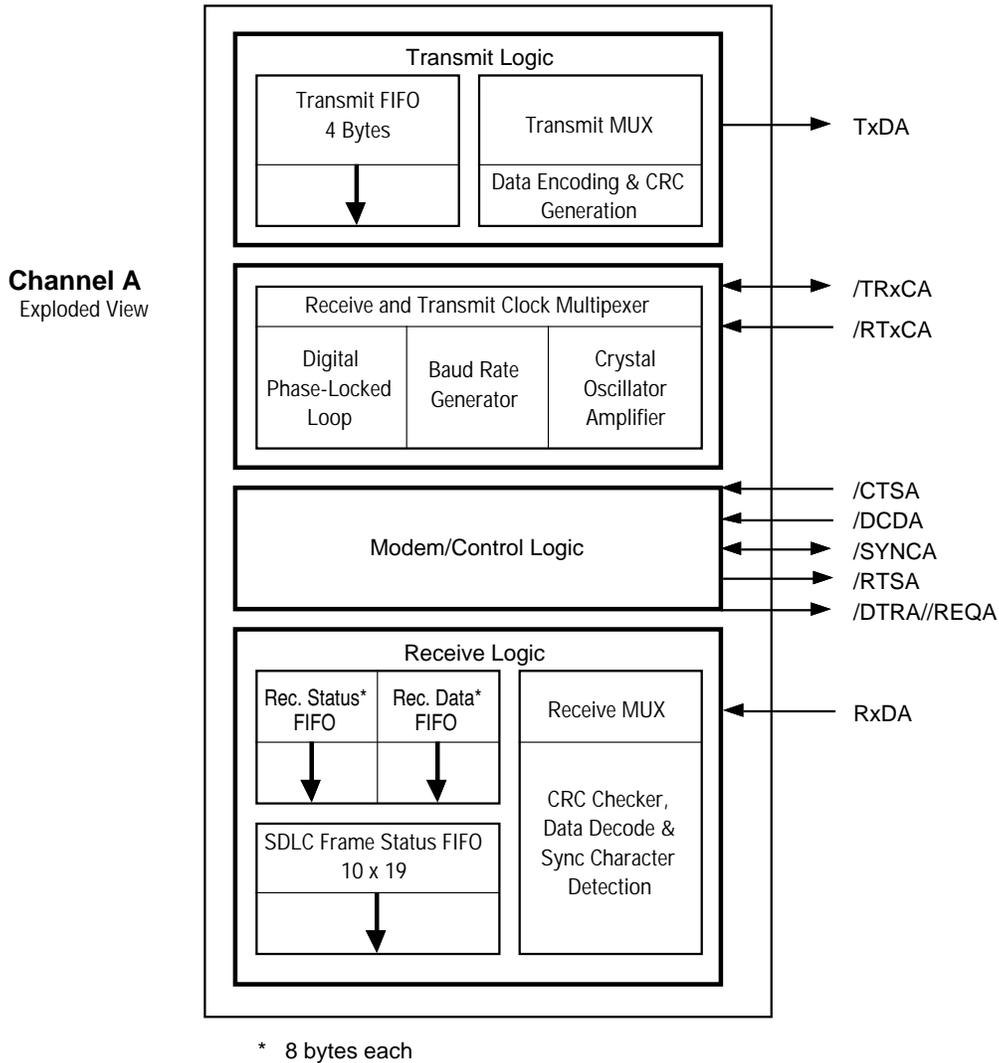 Transmit Logic
Transmit FIFO
4 Bytes
Transmit MUX
Data Encoding & CRC
Generation
TxDA
Channel A
Exploded View
Receive and Transmit Clock Multipexer
Digital
Phase-Locked
Loop
Baud Rate
Generator
Crystal
Oscillator
Amplifier
/TRxCA
/RTxCA
Modem/Control Logic
/CTSA
/DCDA
/SYNCA
/RTSA
/DTRA//REQA
Receive Logic
Rec. Status*
FIFO
Rec. Data*
FIFO
Receive MUX
RxDA
SDLC Frame Status FIFO
10 x 19
CRC Checker,
Data Decode &
Sync Character
Detection
* 8 bytes each